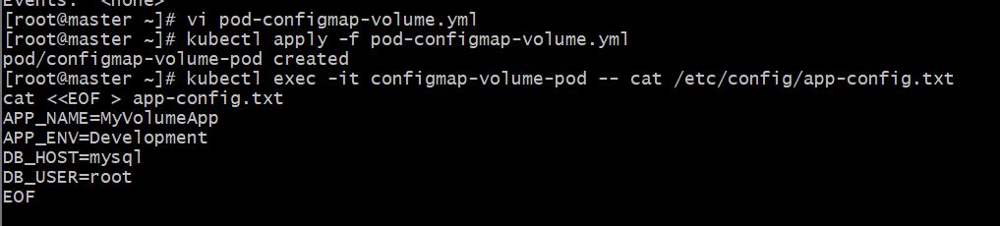 Events:  <none>
[root@master ~]# vi pod-configmap-volume.yml
[root@master ~]# kubectl apply -f pod-configmap-volume.yml
pod/configmap-volume-pod created
[root@master ~]# kubectl exec -it configmap-volume-pod -- cat /etc/config/app-config.txt
cat <<EOF > app-config.txt
APP_NAME=MyVolumeApp
APP_ENV=Development
DB_HOST=mysql
DB_USER=root
EOF